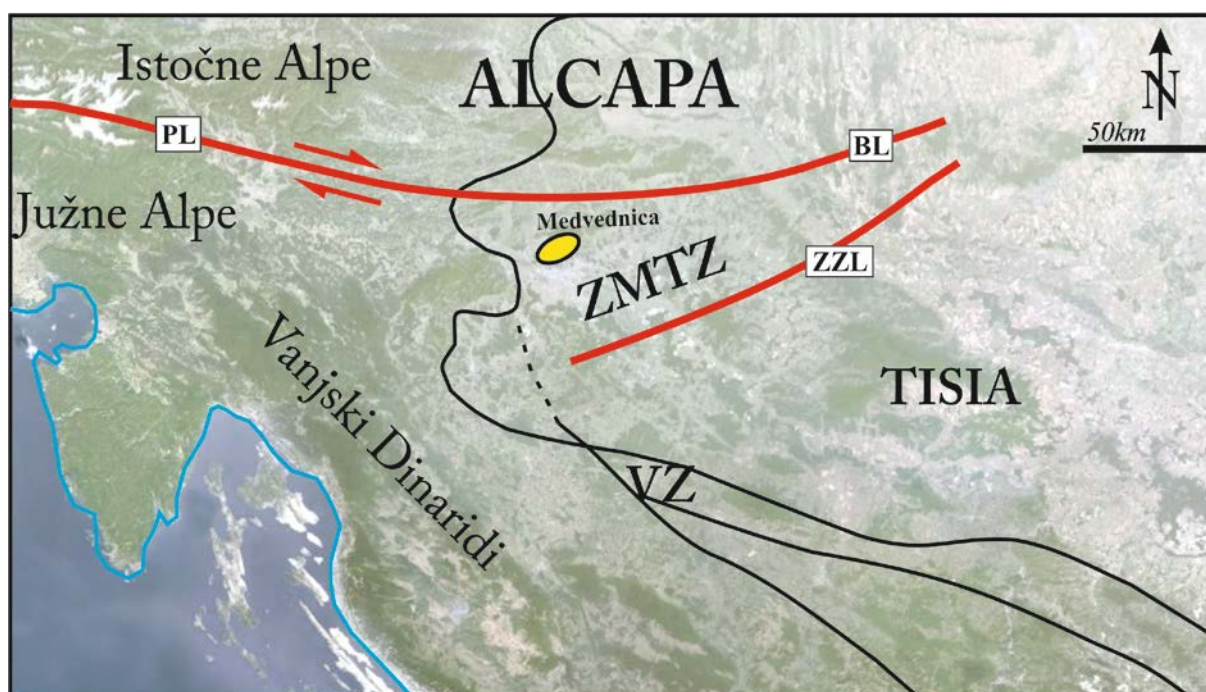 Istočne Alpe
ALCAPA
N
50km
PL
BL
Južne Alpe
Medvednica
ZMTZ
ZZL
Vanjski Dinaridi
TISIA
VZ